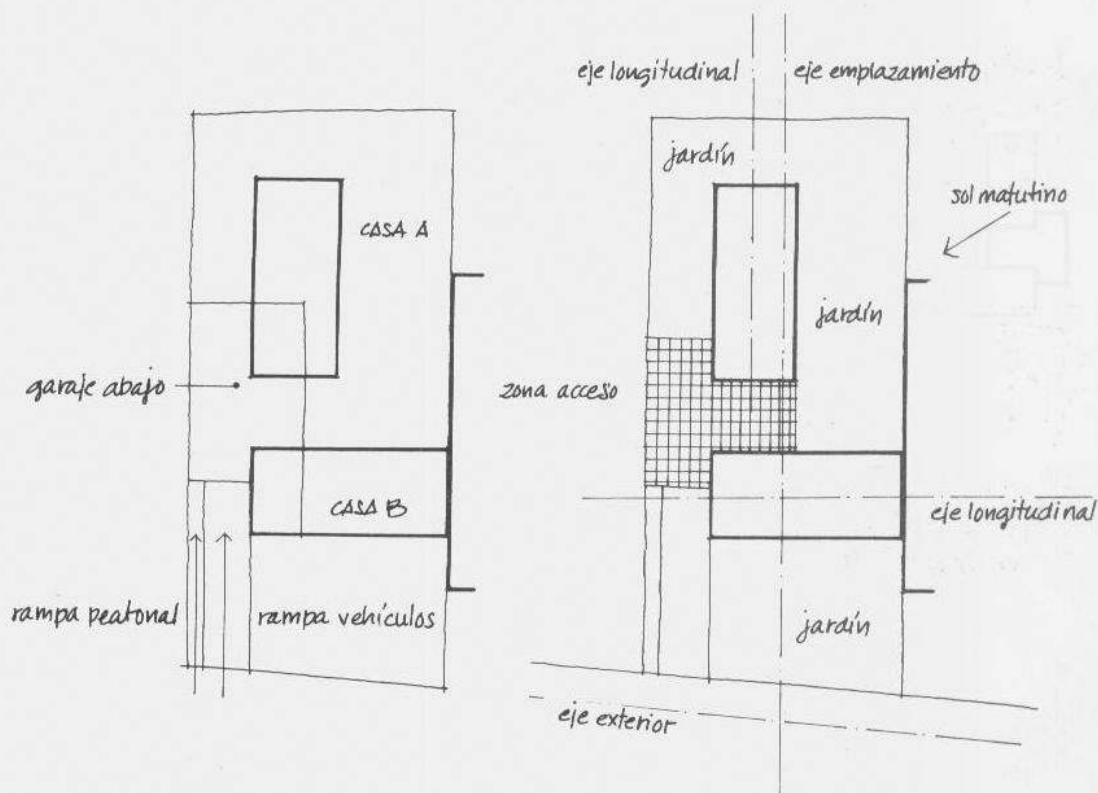 CASA A
garaje abajo
CASA B
rampa peatonal
rampa vehículos
eje longitudinal
eje emplazamiento
jardín
sol matutino
jardín
zona acceso
eje longitudinal
jardín
eje exterior